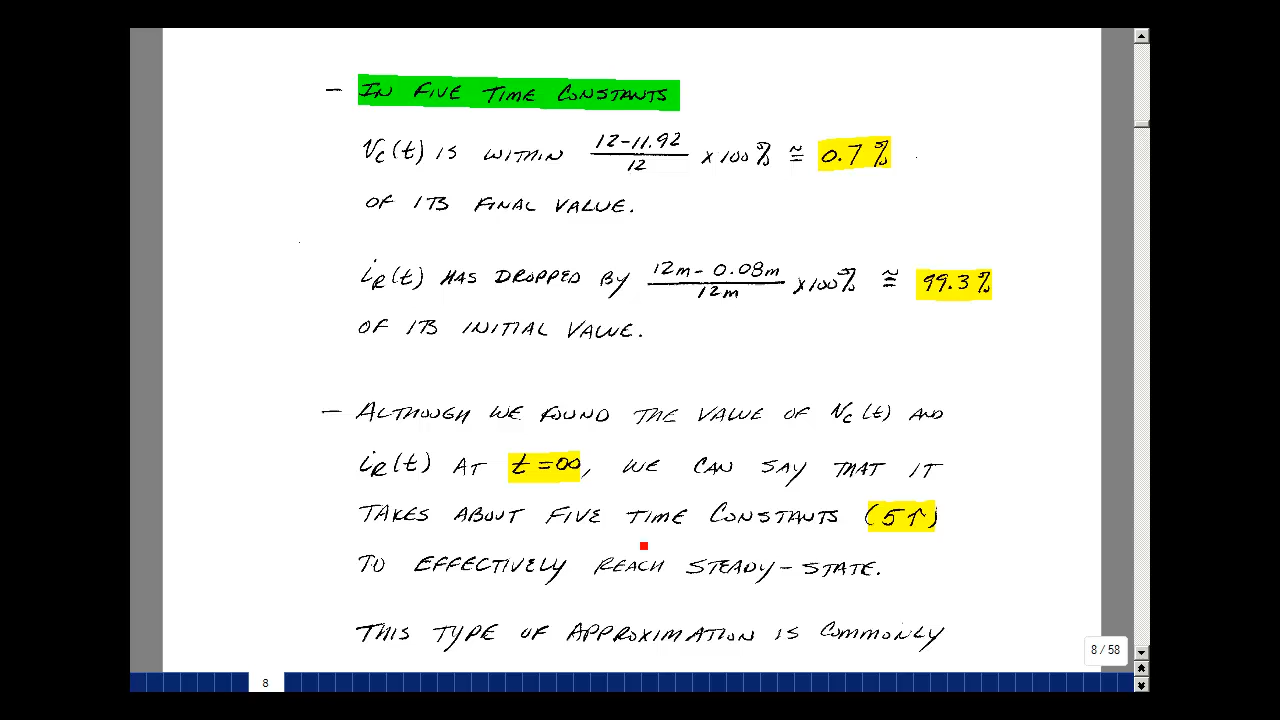 — IN FIVE TIME CONSTANTS
Vc(t) IS WITHIN (12-11.92)/12 x 100% ≅ 0.7%
OF ITS FINAL VALUE.
iR(t) HAS DROPPED BY (12m - 0.08m)/12m x100% ≅ 99.3%
OF ITS INITIAL VALUE.
— ALTHOUGH WE FOUND THE VALUE OF Vc(t) AND
iR(t) AT t=∞, WE CAN SAY THAT IT
TAKES ABOUT FIVE TIME CONSTANTS (5τ)
TO EFFECTIVELY REACH STEADY-STATE.
THIS TYPE OF APPROXIMATION IS COMMONLY
8 / 58
8